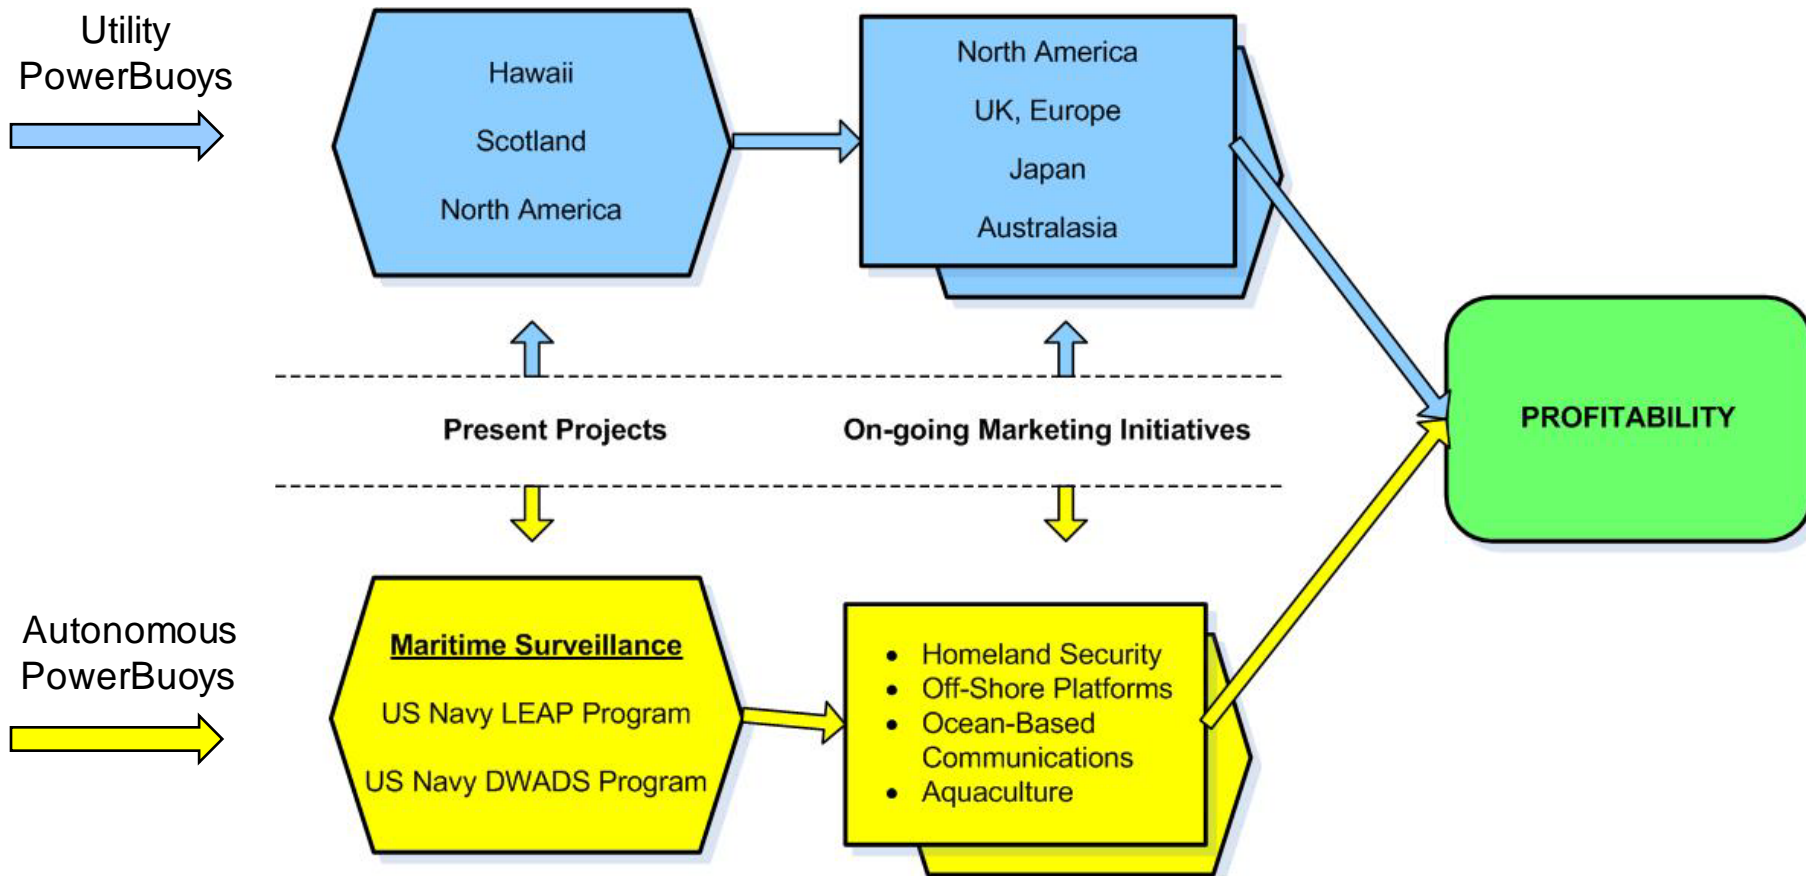 Utility
PowerBuoys
Hawaii
Scotland
North America
North America
UK, Europe
Japan
Australasia
Present Projects
On-going Marketing Initiatives
PROFITABILITY
Autonomous
PowerBuoys
Maritime Surveillance
US Navy LEAP Program
US Navy DWADS Program
• Homeland Security
• Off-Shore Platforms
• Ocean-Based
Communications
• Aquaculture